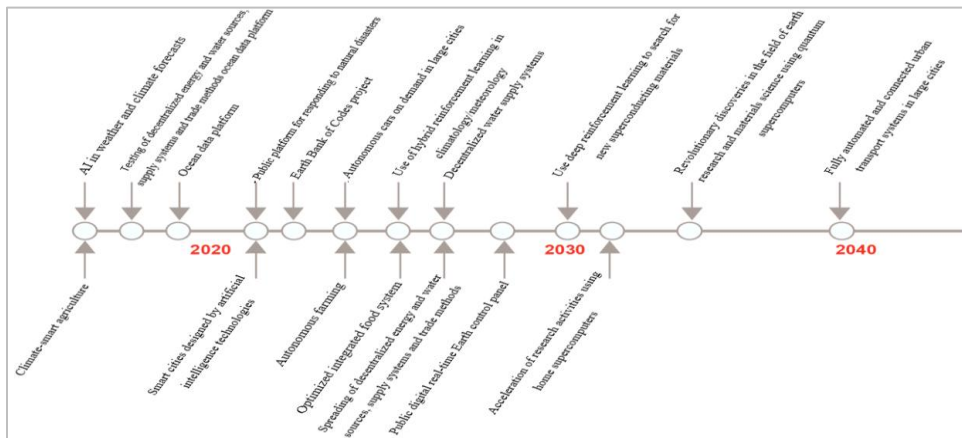 AI in weather and climate forecasts
Testing of decentralized energy and water sources,
supply systems and trade methods ocean data platform
Ocean data platform
Public platform for responding to natural disasters
Earth Bank of Codes project
Autonomous cars on demand in large cities
Use of hybrid reinforcement learning in
climatology/meteorology
Decentralized water supply systems
Use deep reinforcement learning to search for
new superconducting materials
Revolutionary discoveries in the field of earth
research and materials science using quantum
supercomputers
Fully automated and connected urban
transport systems in large cities
2020
2030
2040
Climate-smart agriculture
Smart cities designed by artificial
intelligence technologies
Autonomous farming
Optimized integrated food system
Spreading of decentralized energy and water
sources, supply systems and trade methods
Public digital real-time Earth control panel
Acceleration of research activities using
home supercomputers